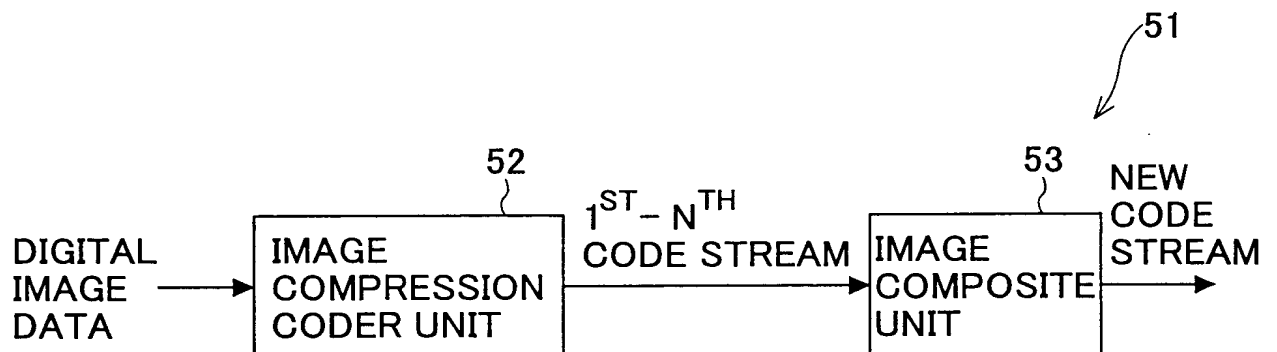 51
52
53
DIGITAL
IMAGE
DATA
IMAGE
COMPRESSION
CODER UNIT
1ST – NTH
CODE STREAM
IMAGE
COMPOSITE
UNIT
NEW
CODE
STREAM